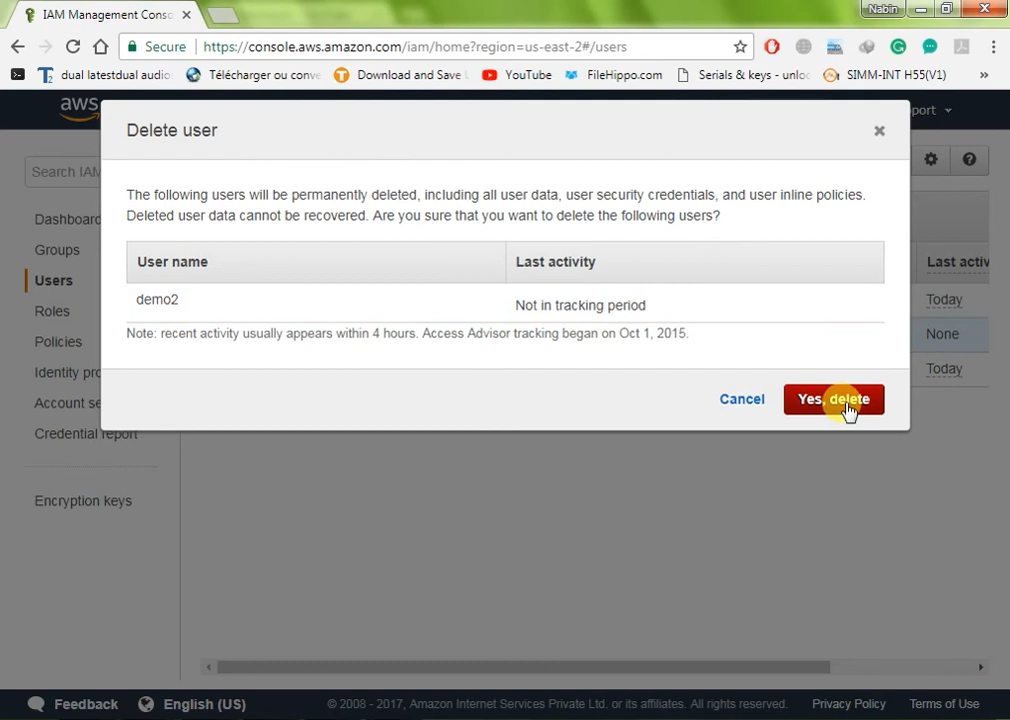 IAM Management Conso
Nabin
Secure
https://console.aws.amazon.com/iam/home?region=us-east-2#/users
dual latestdual audio
Télécharger ou conve
Download and Save
YouTube
FileHippo.com
Serials & keys - unloc
SIMM-INT H55(V1)
»
aws
port
Delete user
Search IAM
The following users will be permanently deleted, including all user data, user security credentials, and user inline policies.
Deleted user data cannot be recovered. Are you sure that you want to delete the following users?
Dashboard
Groups
Users
Roles
Policies
Identity pro
Account se
Credential report
Encryption keys
User name
Last activity
demo2
Not in tracking period
Note: recent activity usually appears within 4 hours. Access Advisor tracking began on Oct 1, 2015.
Cancel
Yes, delete
Last activ
Today
None
Today
Feedback
English (US)
© 2008 - 2017, Amazon Internet Services Private Ltd. or its affiliates. All rights reserved.
Privacy Policy
Terms of Use